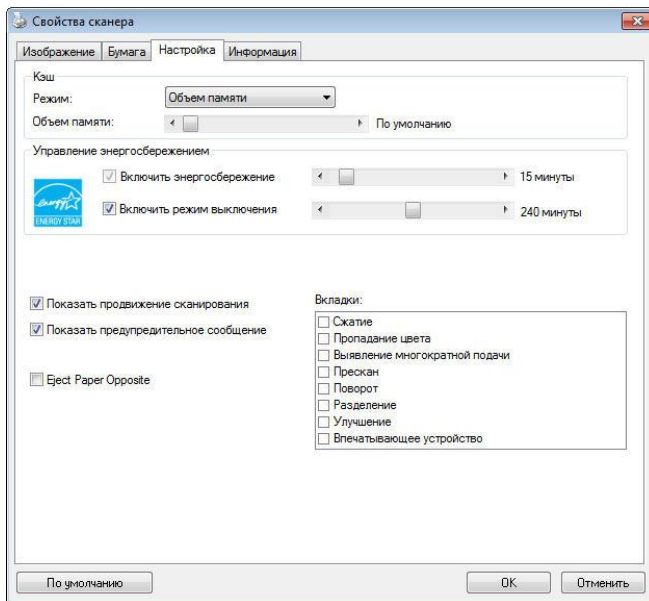 Свойства сканера
Изображение Бумага Настройка Информация
Кэш
Режим: Объем памяти
Объем памяти: По умолчанию
Управление энергосбережением
Включить энергосбережение 15 минуты
energy
ENERGY STAR
Включить режим выключения 240 минуты
Показать продвижение сканирования
Показать предупредительное сообщение
Eject Paper Opposite
Вкладки:
Сжатие
Пропадание цвета
Выявление многократной подачи
Прескан
Поворот
Разделение
Улучшение
Впечатывающее устройство
По умолчанию OK Отменить